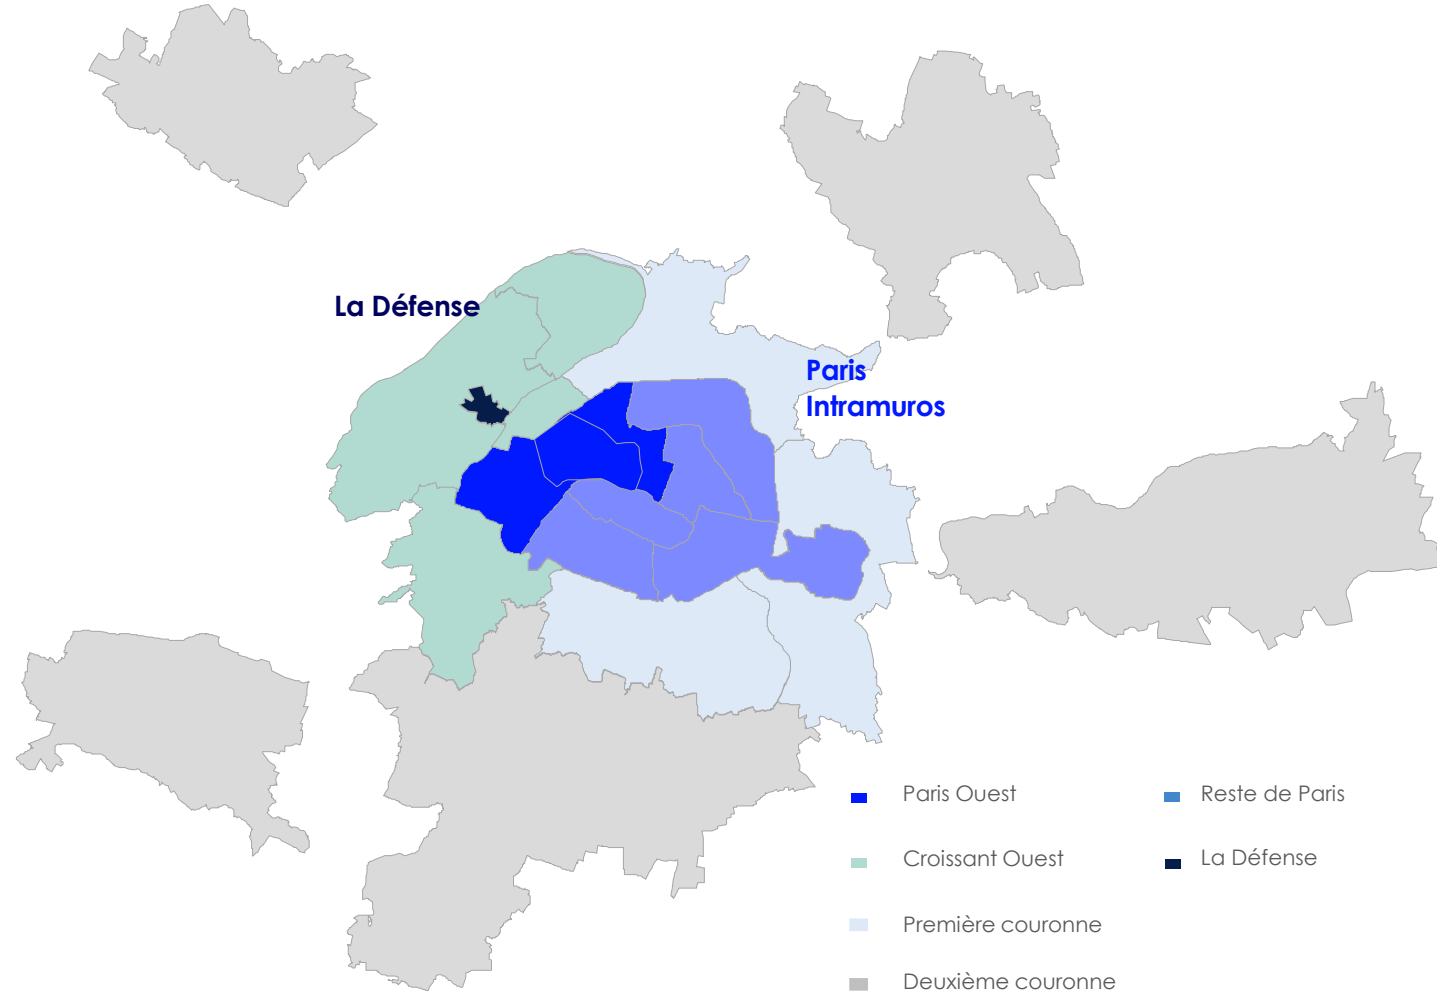 La Défense
Paris
Intramuros
Paris Ouest
Reste de Paris
Croissant Ouest
La Défense
Première couronne
Deuxième couronne